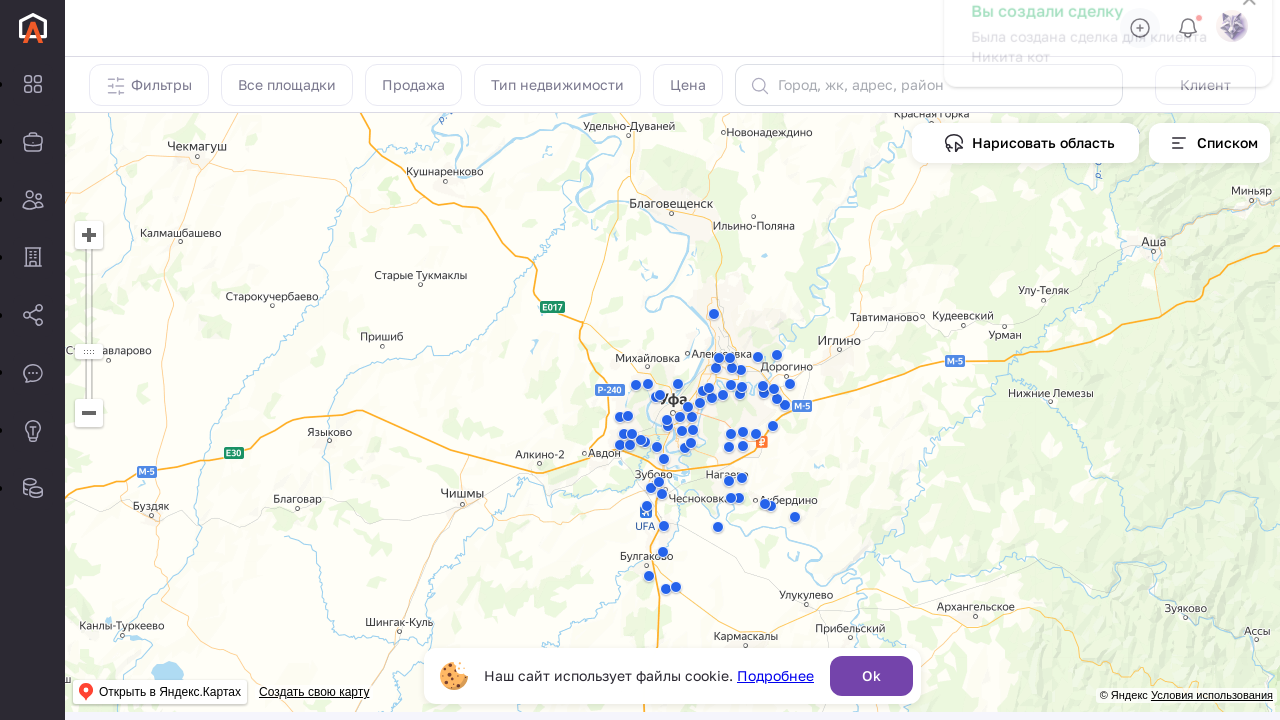 Вы создали сделку
Была создана сделка для клиента
Никита кот
Фильтры
Все площадки
Продажа
Тип недвижимости
Цена
Город, жк, адрес, район
Клиент
Нарисовать область
Списком
Красная Горка
Удельно-Дуваней
Новонадеждино
Чекмагуш
Кушнаренково
Миньяр
Благовещенск
Ильино-Поляна
Калмашбашево
Аша
Старые Тукмаклы
Старокучербаево
E017
Улу-Теляк
Тавтиманово
Кудеевский
Пришиб
Урман
Иглино
Михайловка
Дорогино
М-5
Р-240
Уфа
Нижние Лемезы
М-5
Языково
E30
Алкино-2
Авдон
М-5
Зубово
Нагаево
Буздяк
Благовар
Чишмы
Чесноковка
Акбердино
UFA
Булгаково
Улукулево
Архангельское
Зуяково
Канлы-Туркеево
Шингак-Куль
Прибельский
Кармаскалы
Ассы
Наш сайт использует файлы cookie. Подробнее
Ok
Открыть в Яндекс.Картах
Создать свою карту
© Яндекс Условия использования